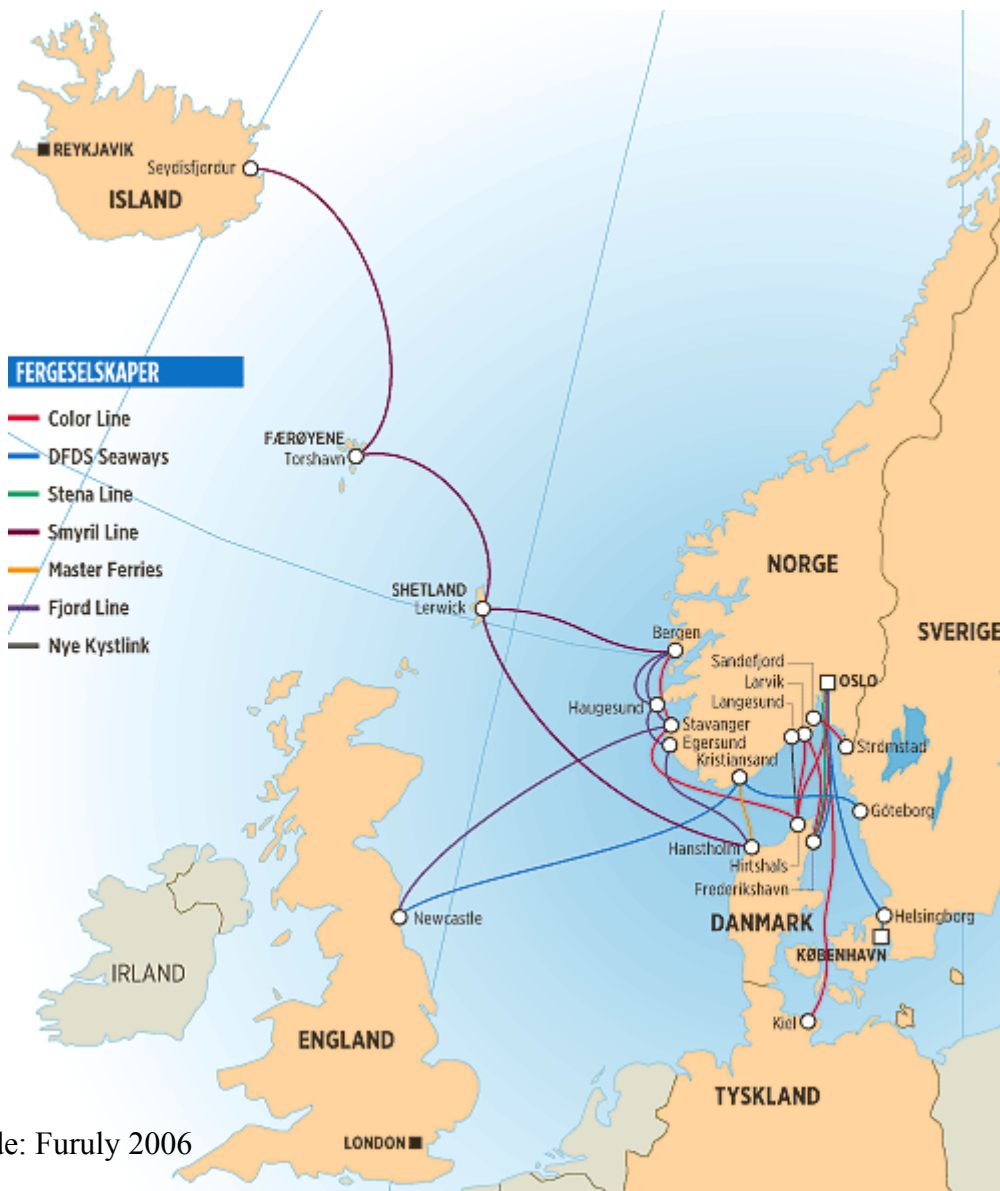 REYKJAVIK
Seydisfjordur
ISLAND
FERGESELSKAPER
Color Line
DFDS Seaways
Stena Line
Smyril Line
Master Ferries
Fjord Line
Nye Kystlink
FÆRØYENE
Torshavn
SHETLAND
Lerwick
NORGE
SVERIGE
Bergen
Sandefjord
Larvik
Langesund
OSLO
Haugesund
Stavanger
Egersund
Kristiansand
Strømstad
Göteborg
Hanstholm
Hirtshals
Frederikshavn
Newcastle
DANMARK
Helsingborg
KØBENHAVN
IRLAND
Kiel
ENGLAND
TYSKLAND
LONDON
de: Furuly 2006